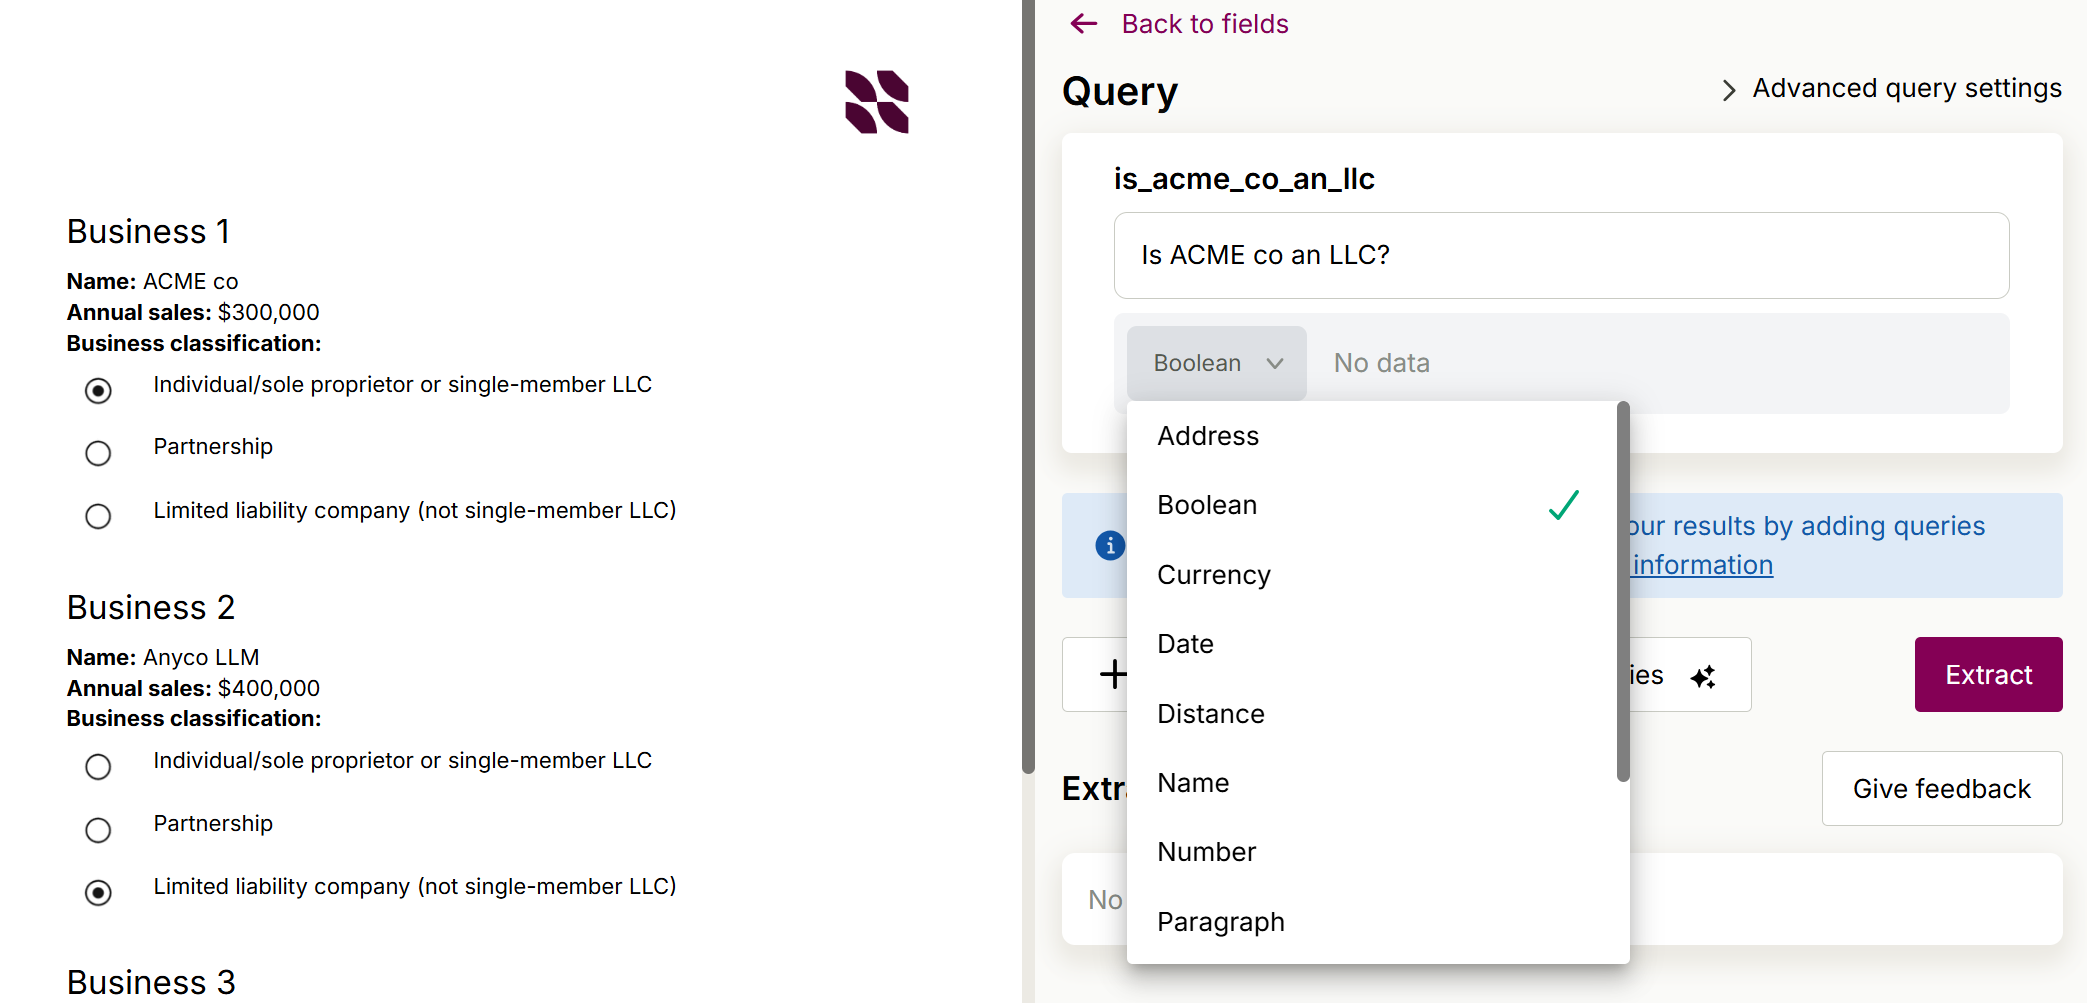 Business 1
Name: ACME co
Annual sales: $300,000
Business classification:
Individual/sole proprietor or single-member LLC
Partnership
Limited liability company (not single-member LLC)
Business 2
Name: Anyco LLM
Annual sales: $400,000
Business classification:
Individual/sole proprietor or single-member LLC
Partnership
Limited liability company (not single-member LLC)
Business 3
Back to fields
Query
Advanced query settings
is_acme_co_an_llc
Is ACME co an LLC?
Boolean No data
Address
Boolean
Currency
Date
Distance
Name
Number
Paragraph
our results by adding queries
information
Extract
Give feedback
No